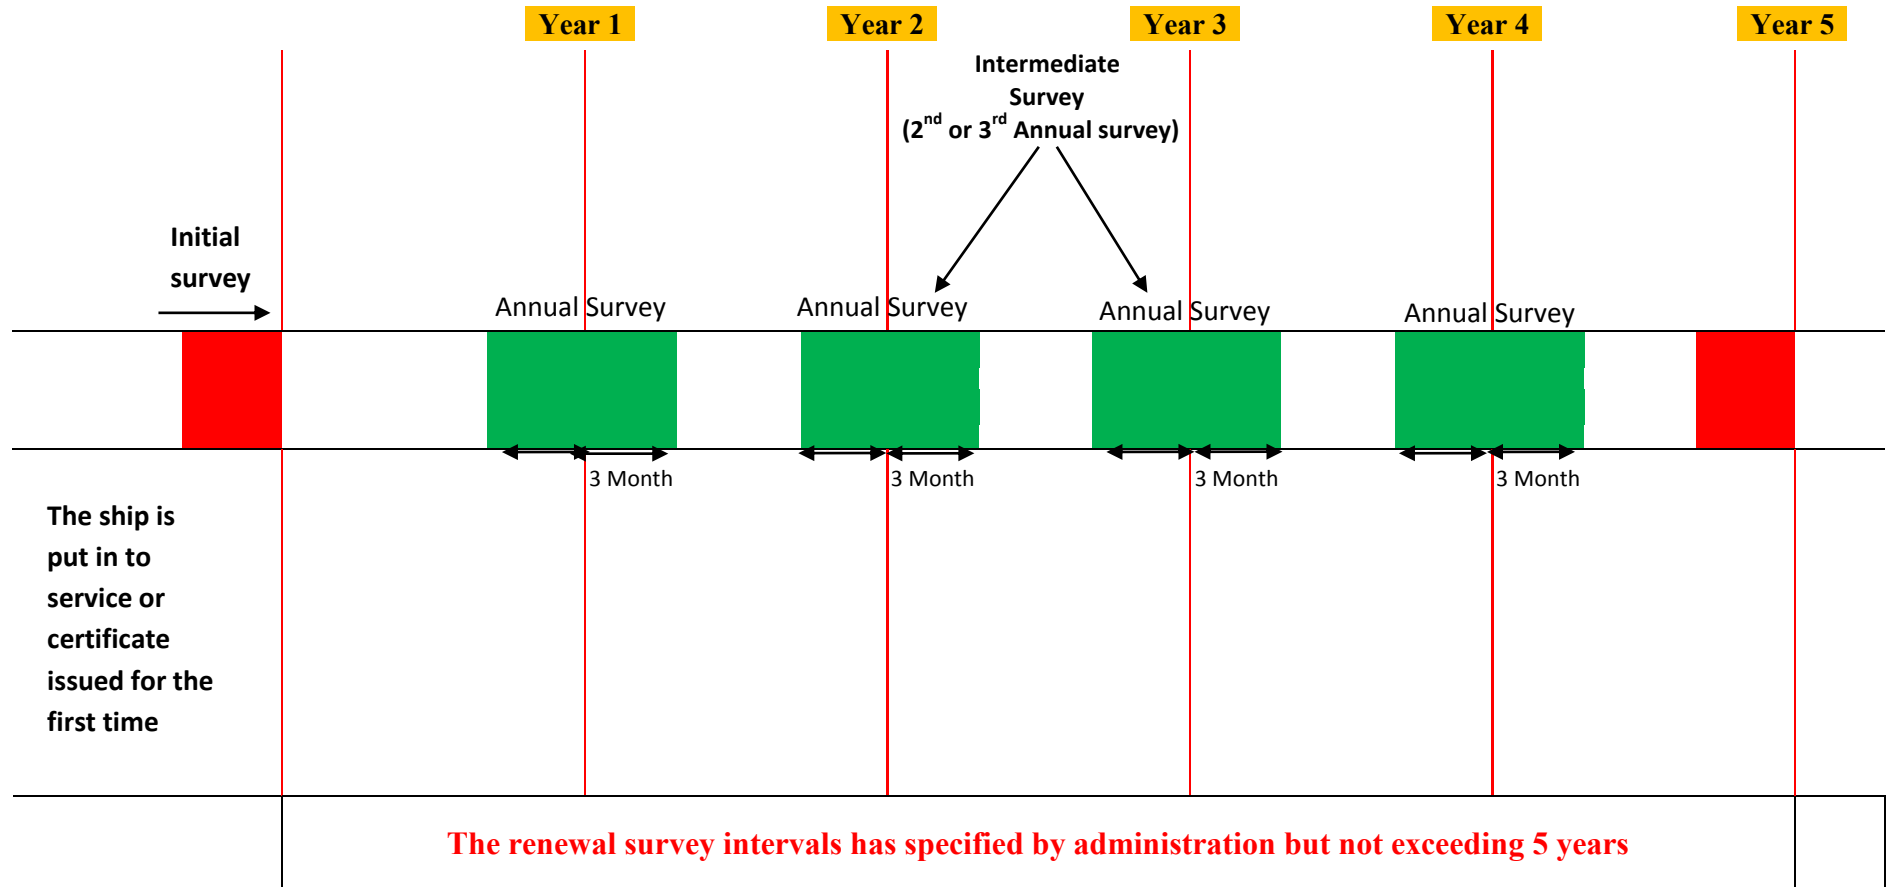 Year 1
Year 2
Year 3
Year 4
Year 5
Intermediate
Survey
(2nd or 3rd Annual survey)
Initial
survey
Annual Survey
Annual Survey
Annual Survey
Annual Survey
3 Month
3 Month
3 Month
3 Month
The ship is
put in to
service or
certificate
issued for the
first time
The renewal survey intervals has specified by administration but not exceeding 5 years